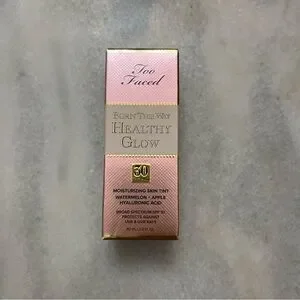 Too
Faced
BORN THIS WAY
HEALTHY
GLOW
30
MOISTURIZING SKIN TINT
WATERMELON + APPLE
HYALURONIC ACID
BROAD SPECTRUM SPF 30
PROTECTS AGAINST
UVA & UVB RAYS